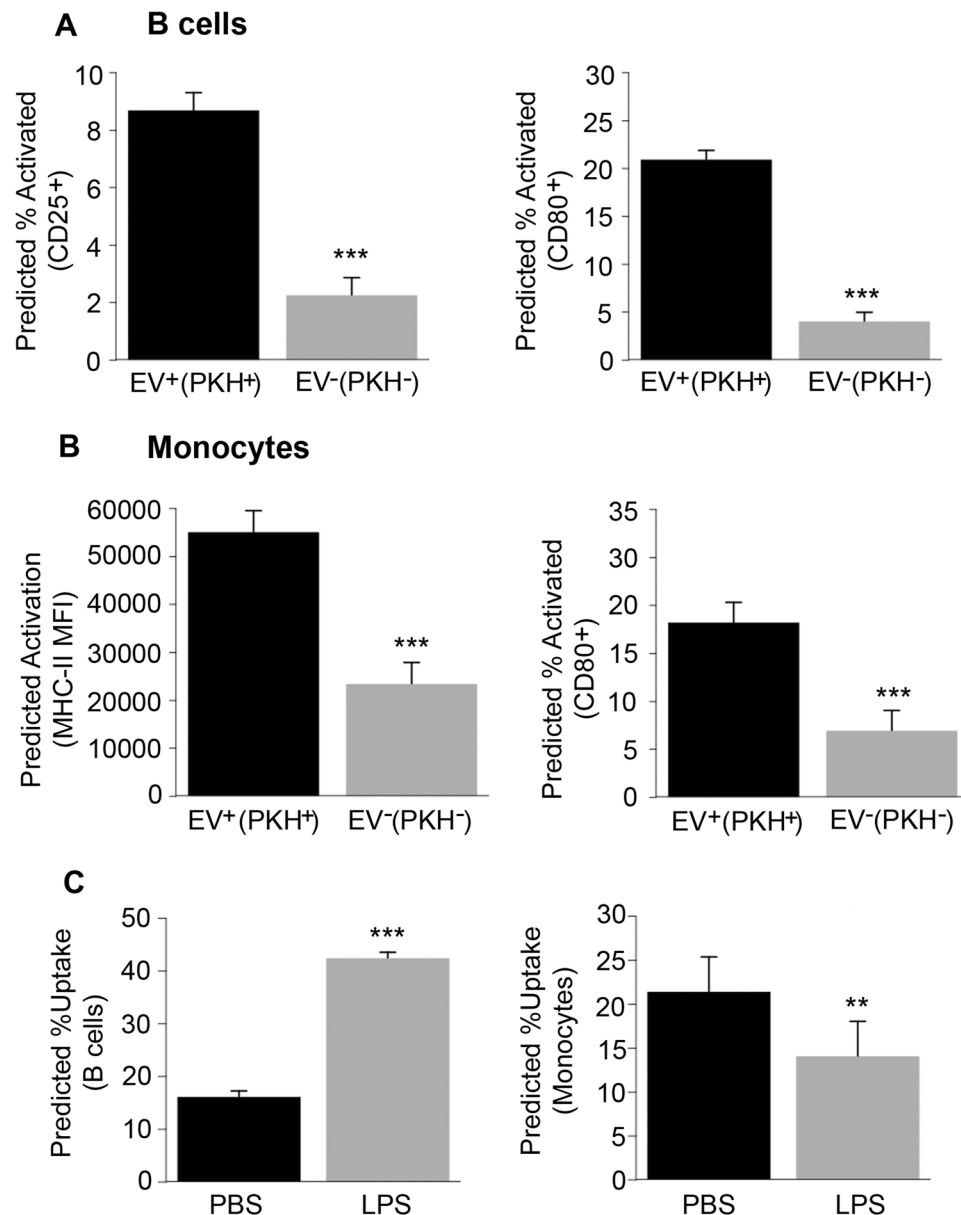 A B cells
Predicted % Activated
(CD25+)
10
8
6
4
2
0
***
EV⁺(PKH⁺) EV⁻(PKH⁻)
Predicted % Activated
(CD80⁺)
30
25
20
15
10
5
0
***
EV⁺(PKH⁺) EV⁻(PKH⁻)
B Monocytes
Predicted Activation
(MHC-II MFI)
60000
50000
40000
30000
20000
10000
0
***
EV⁺(PKH⁺) EV⁻(PKH⁻)
Predicted % Activated
(CD80+)
35
30
20
15
10
5
0
***
EV⁺(PKH⁺) EV⁻(PKH⁻)
C
Predicted %Uptake
(B cells)
50
40
30
20
10
0
***
PBS LPS
Predicted %Uptake
(Monocytes)
30
25
20
15
10
5
0
**
PBS LPS